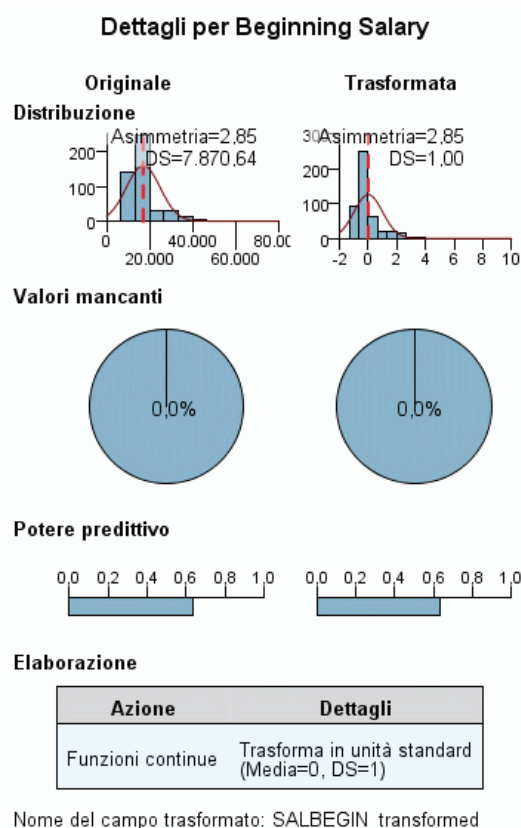 Dettagli per Beginning Salary
Originale Trasformata
Distribuzione
Asimmetria=2,85
DS=7.870,64
200
100
0
0 40.000 80.00
20.000 60.000
Asimmetria=2,85
DS=1,00
300
200
100
0
-2 0 2 4 6 8 10
Valori mancanti
0,0% 0,0%
Potere predittivo
0,0 0,2 0,4 0,6 0,8 1,0 0,0 0,2 0,4 0,6 0,8 1,0
Elaborazione
Azione Dettagli
Funzioni continue Trasforma in unità standard
(Media=0, DS=1)
Nome del campo trasformato: SALBEGIN_transformed